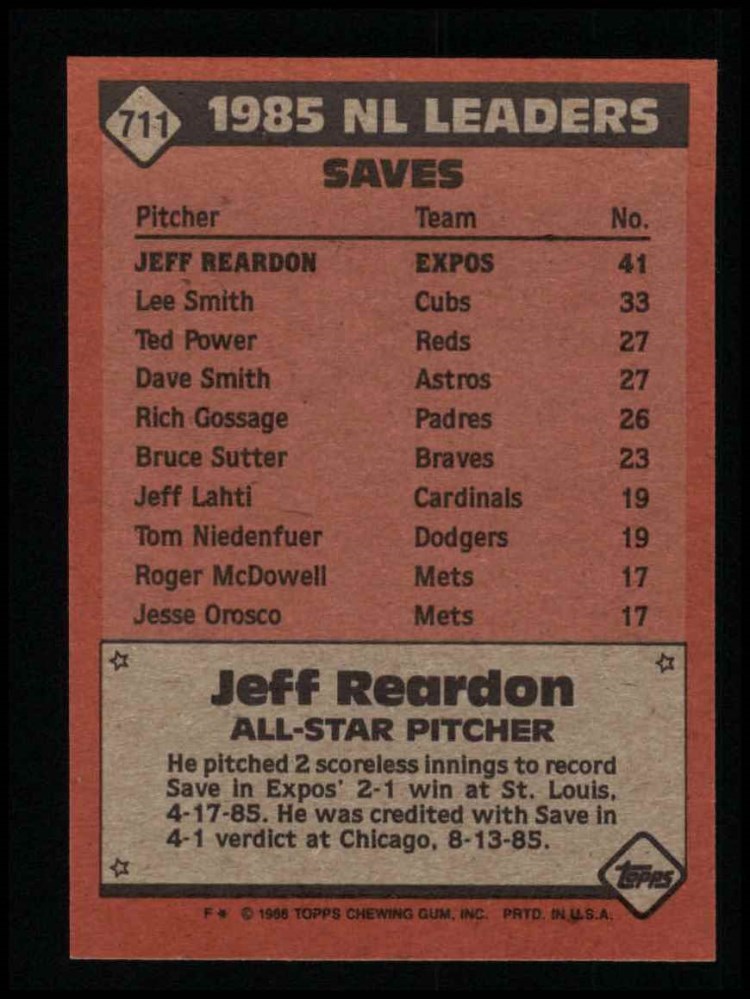 711 1985 NL LEADERS
SAVES
Pitcher Team No.
JEFF REARDON EXPOS 41
Lee Smith Cubs 33
Ted Power Reds 27
Dave Smith Astros 27
Rich Gossage Padres 26
Bruce Sutter Braves 23
Jeff Lahti Cardinals 19
Tom Niedenfuer Dodgers 19
Roger McDowell Mets 17
Jesse Orosco Mets 17
Jeff Reardon
ALL-STAR PITCHER
He pitched 2 scoreless innings to record
Save in Expos' 2-1 win at St. Louis,
4-17-85. He was credited with Save in
4-1 verdict at Chicago, 8-13-85.
topps
F * © 1986 TOPPS CHEWING GUM, INC. PRTD. IN U.S.A.